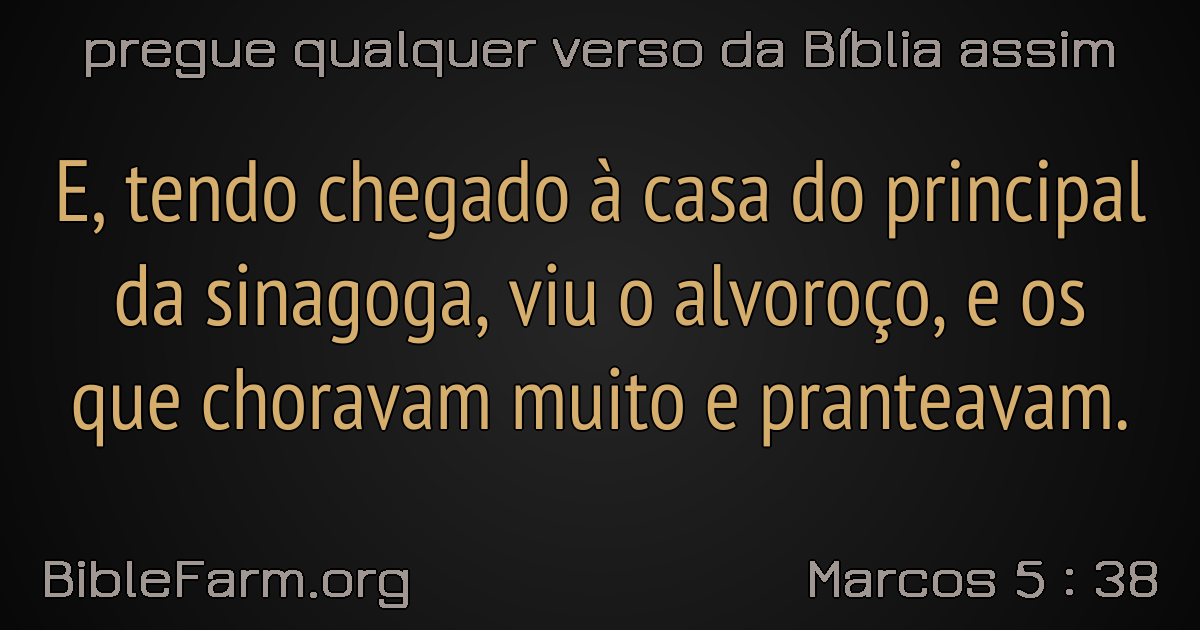 pregue qualquer verso da Bíblia assim
E, tendo chegado à casa do principal
da sinagoga, viu o alvoroço, e os
que choravam muito e pranteavam.
BibleFarm.org
Marcos 5 : 38